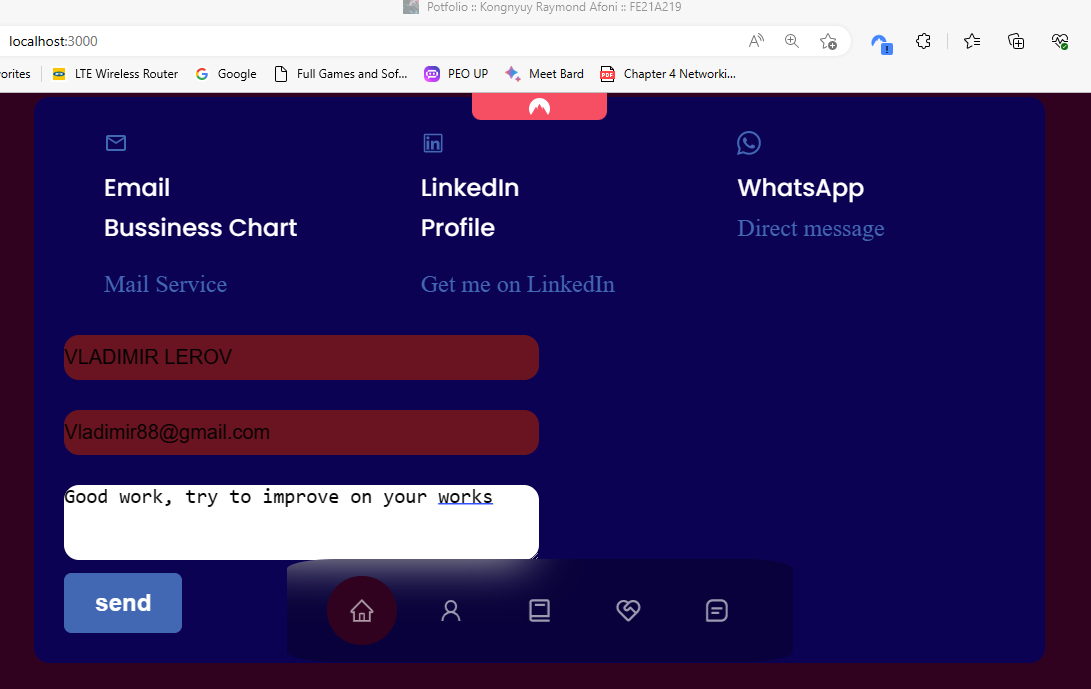 Potfolio :: Kongnyuy Raymond Afoni :: FE21A219
localhost:3000
orites LTE Wireless Router Google Full Games and Sof... PEO UP Meet Bard PDF Chapter 4 Networki...
Email LinkedIn WhatsApp
Bussiness Chart Profile Direct message
Mail Service Get me on LinkedIn
VLADIMIR LEROV
Vladimir88@gmail.com
Good work, try to improve on your works
send